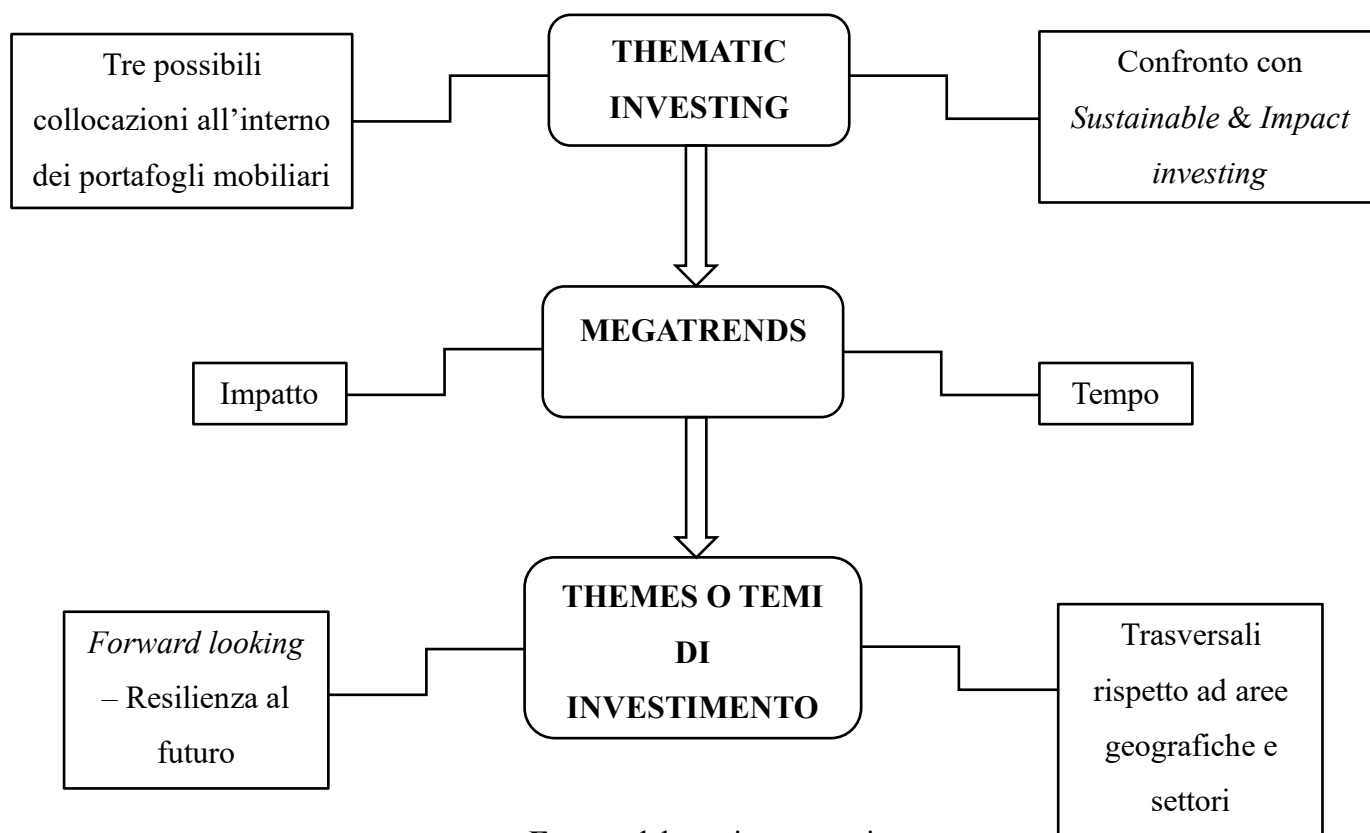 Tre possibili
collocazioni all’interno
dei portafogli mobiliari
THEMATIC
INVESTING
Confronto con
Sustainable & Impact
investing
MEGATRENDS
Impatto
Tempo
THEMES O TEMI
DI
INVESTIMENTO
Forward looking
– Resilienza al
futuro
Trasversali
rispetto ad aree
geografiche e
settori